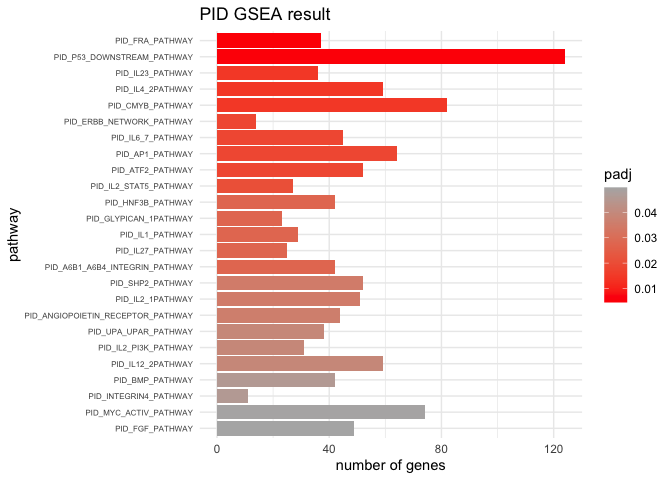 PID GSEA result
PID_FRA_PATHWAY
PID_P53_DOWNSTREAM_PATHWAY
PID_IL23_PATHWAY
PID_IL4_2PATHWAY
PID_CMYB_PATHWAY
PID_ERBB_NETWORK_PATHWAY
PID_IL6_7_PATHWAY
PID_AP1_PATHWAY
PID_ATF2_PATHWAY
PID_IL2_STAT5_PATHWAY
PID_HNF3B_PATHWAY
PID_GLYPICAN_1PATHWAY
PID_IL1_PATHWAY
PID_IL27_PATHWAY
PID_A6B1_A6B4_INTEGRIN_PATHWAY
PID_SHP2_PATHWAY
PID_IL2_1PATHWAY
PID_ANGIOPOIETIN_RECEPTOR_PATHWAY
PID_UPA_UPAR_PATHWAY
PID_IL2_PI3K_PATHWAY
PID_IL12_2PATHWAY
PID_BMP_PATHWAY
PID_INTEGRIN4_PATHWAY
PID_MYC_ACTIV_PATHWAY
PID_FGF_PATHWAY
pathway
0 40 80 120
number of genes
padj
0.04
0.03
0.02
0.01